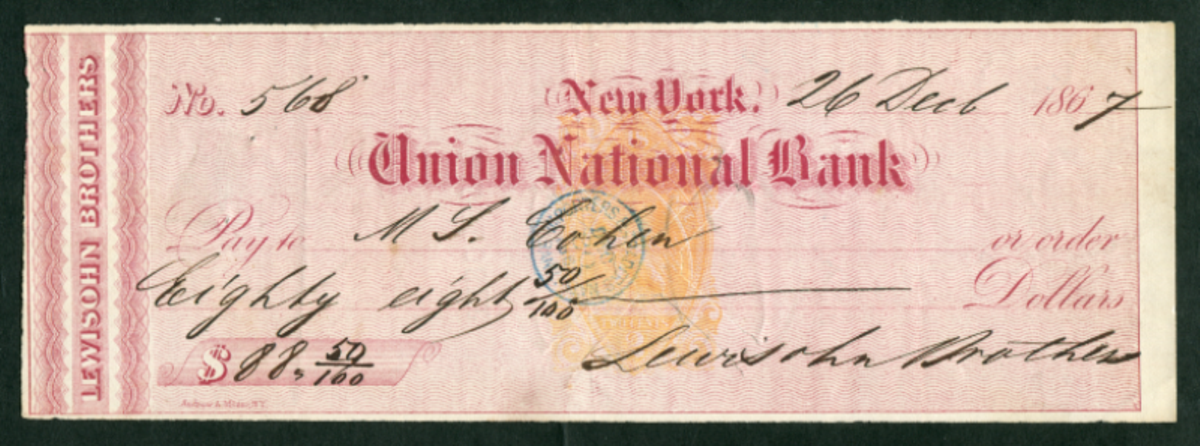 LEWISOHN BROTHERS
No. 568 New York. 26 Decb 1867
Union National Bank
Pay to M S. Cohen or order
Eighty eight 50/100 Dollars
$ 88, 50/100 Lewisohn Brothers